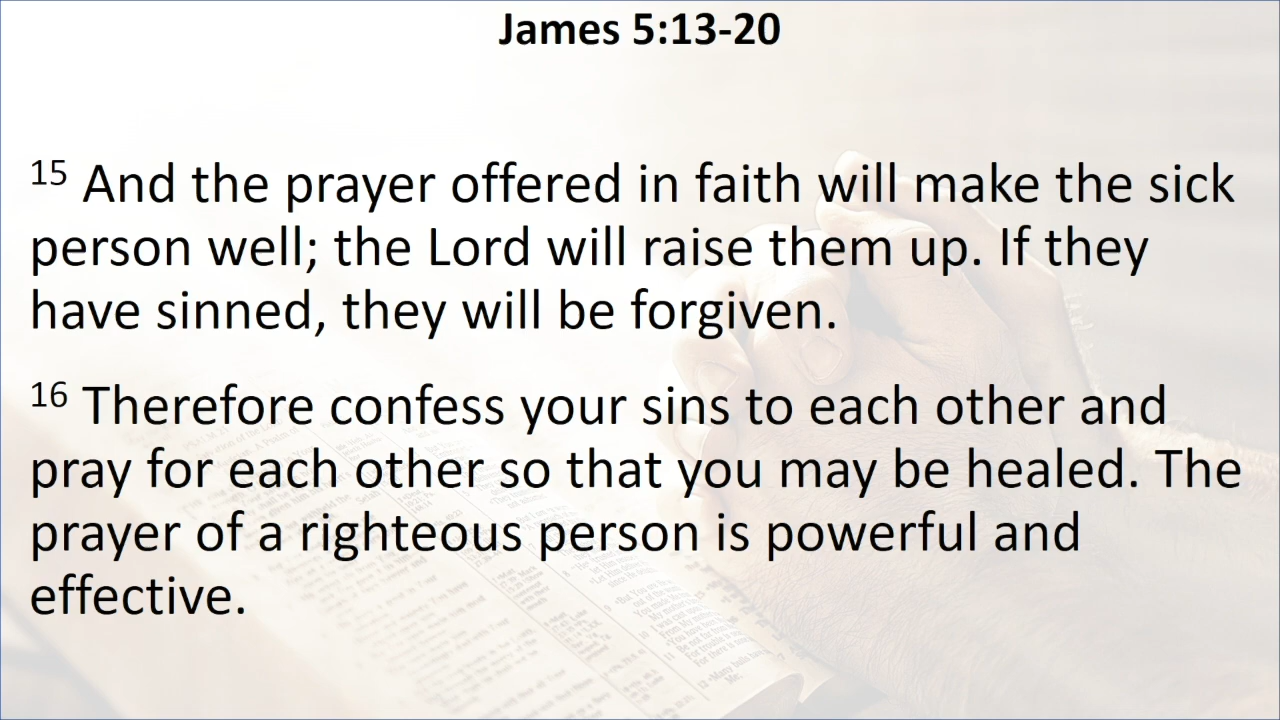 James 5:13-20
15 And the prayer offered in faith will make the sick
person well; the Lord will raise them up. If they
have sinned, they will be forgiven.
16 Therefore confess your sins to each other and
pray for each other so that you may be healed. The
prayer of a righteous person is powerful and
effective.